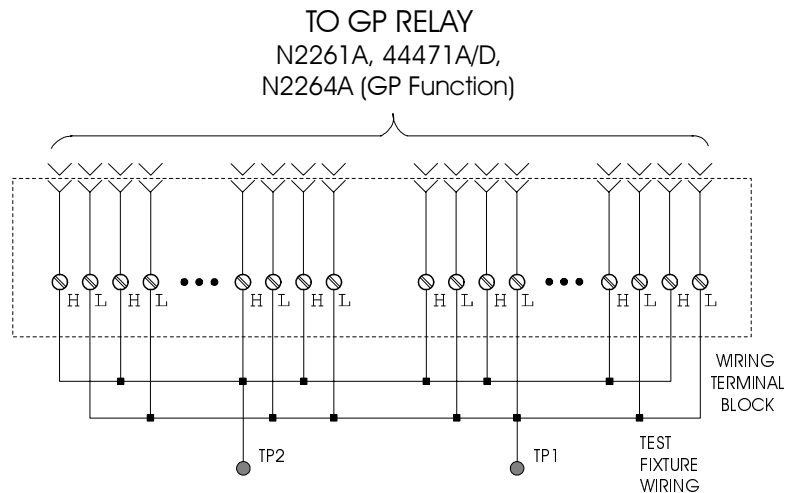 TO GP RELAY
N2261A, 44471A/D,
N2264A (GP Function)
H L H L H L H L H L H L H L H L
WIRING
TERMINAL
BLOCK
TP2 TP1
TEST
FIXTURE
WIRING